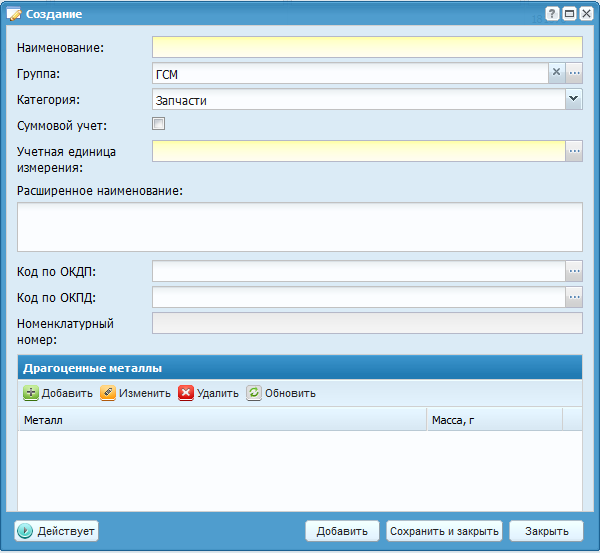 Создание
Наименование:
Группа: ГСМ
Категория: Запчасти
Суммовой учет:
Учетная единица
измерения:
Расширенное наименование:
Код по ОКДП:
Код по ОКПД:
Номенклатурный
номер:
Драгоценные металлы
Добавить Изменить Удалить Обновить
Металл Масса, г
Действует Добавить Сохранить и закрыть Закрыть